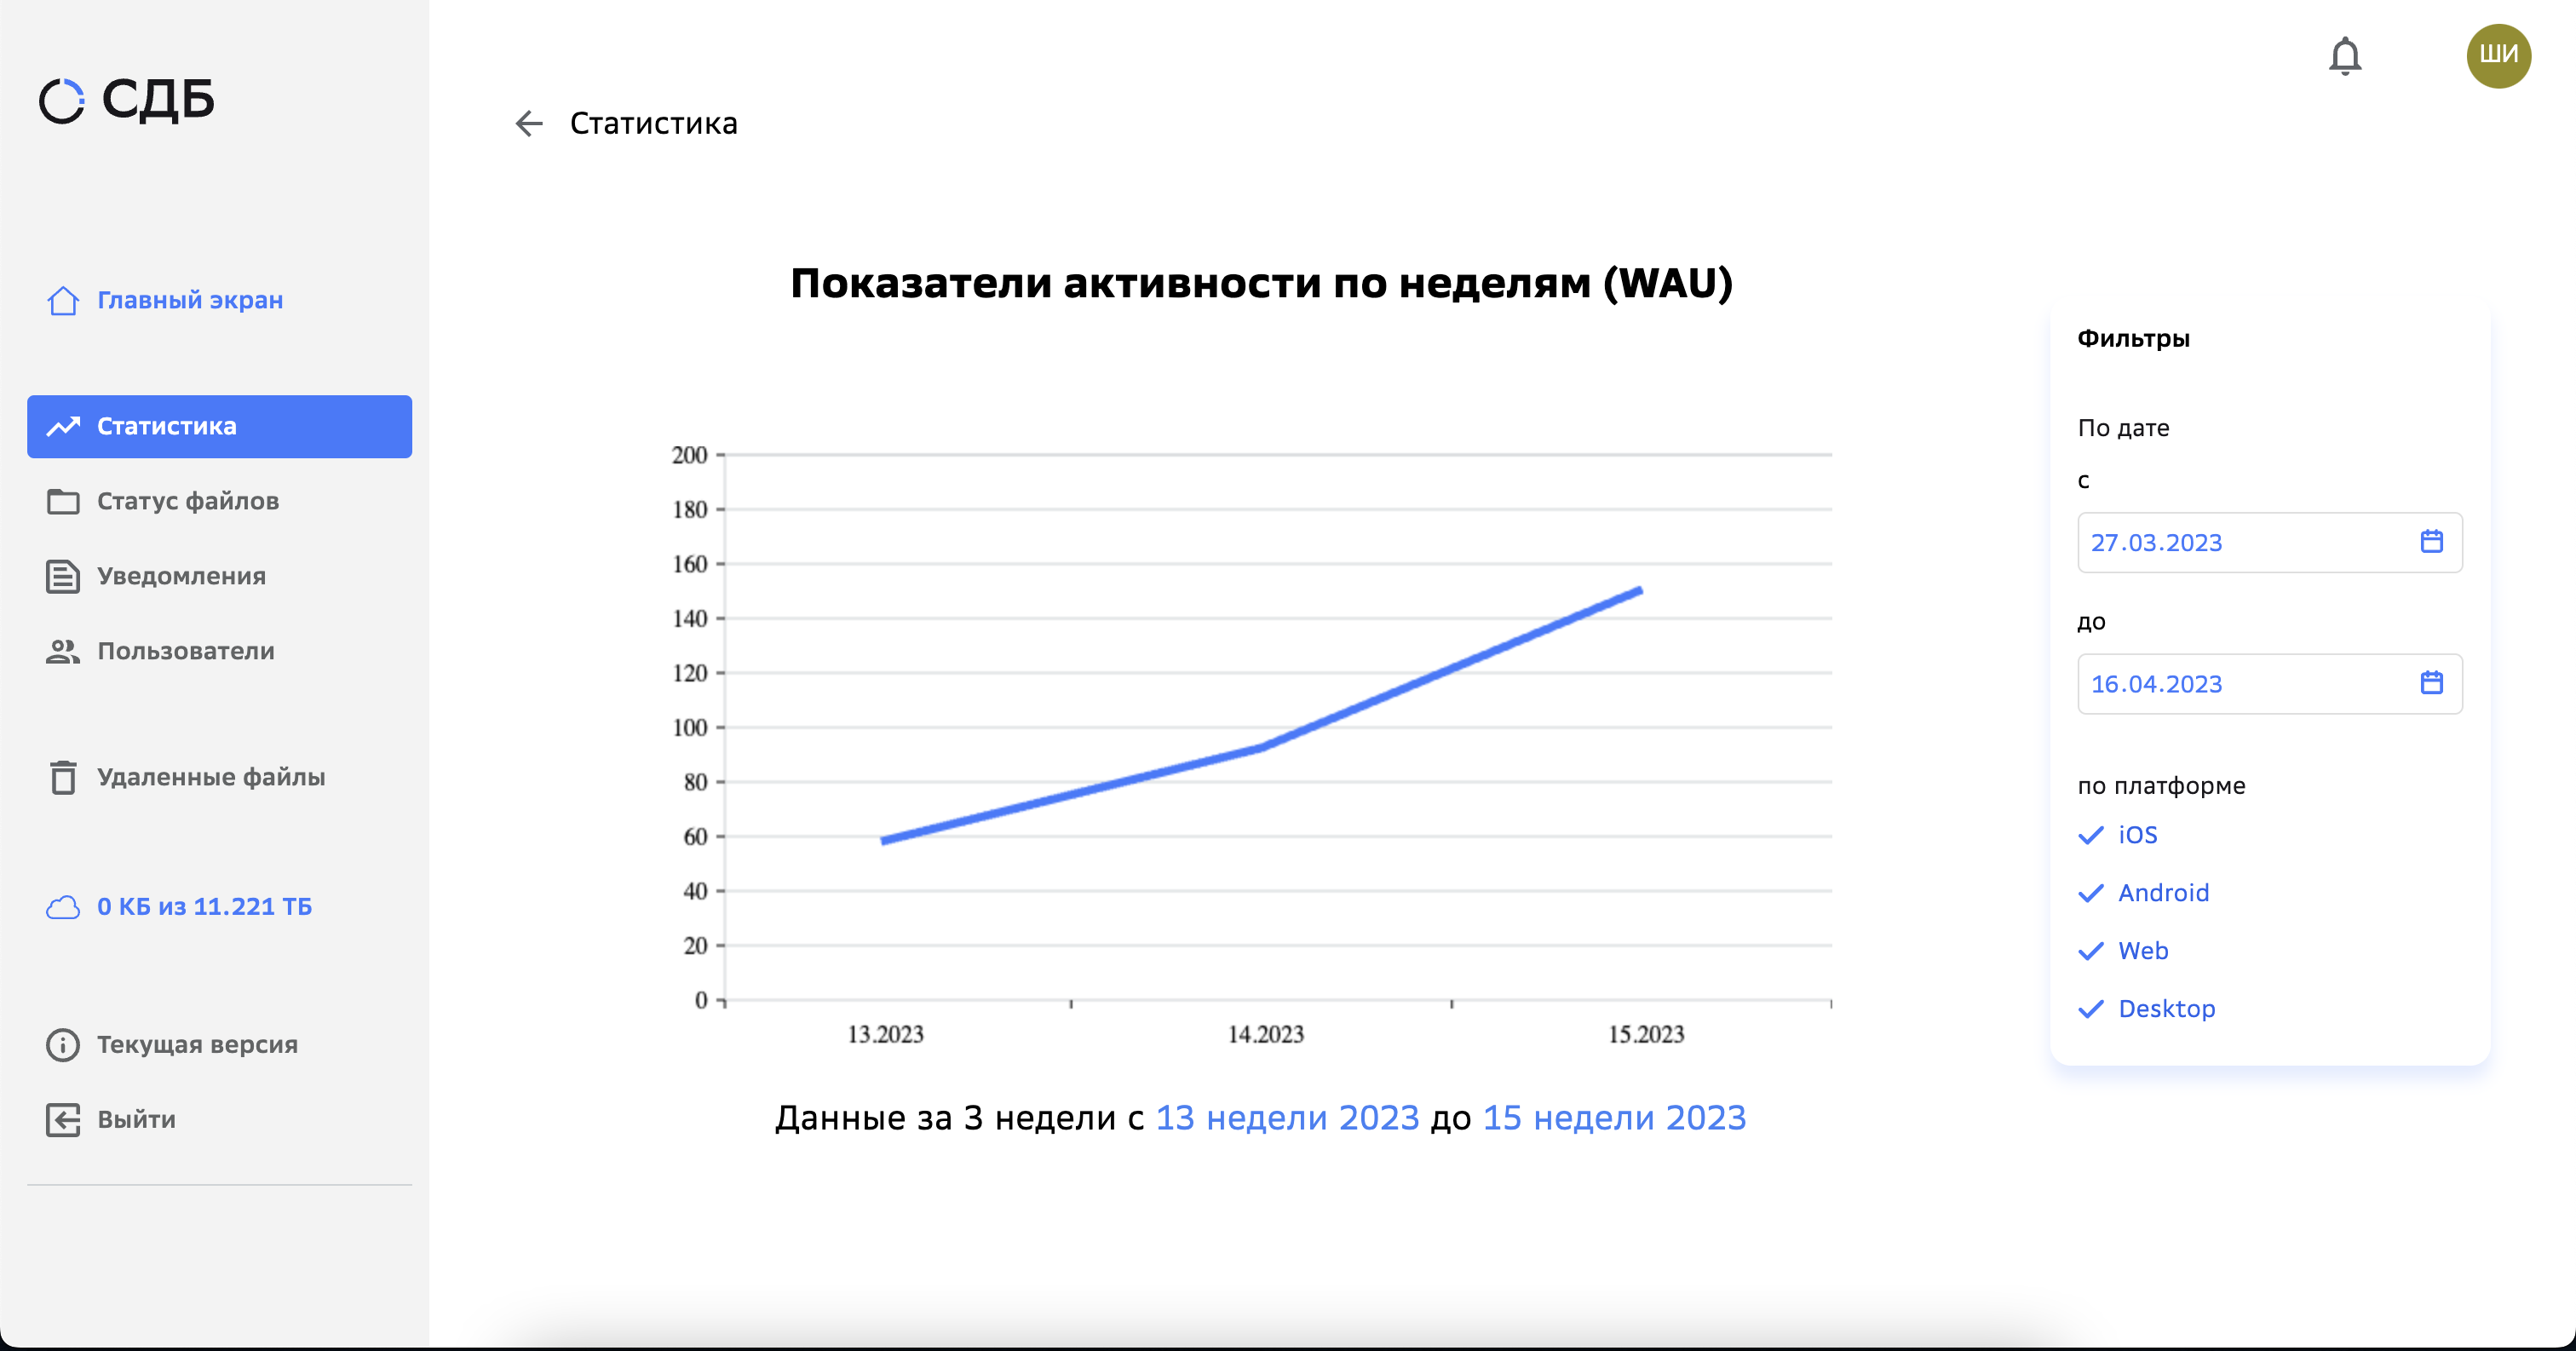 СДБ
Главный экран
Статистика
Статус файлов
Уведомления
Пользователи
Удаленные файлы
0 КБ из 11.221 ТБ
Текущая версия
Выйти
ШИ
Статистика
Показатели активности по неделям (WAU)
200
180
160
140
120
100
80
60
40
20
0
13.2023
14.2023
15.2023
Данные за 3 недели с 13 недели 2023 до 15 недели 2023
Фильтры
По дате
с
27.03.2023
до
16.04.2023
по платформе
iOS
Android
Web
Desktop